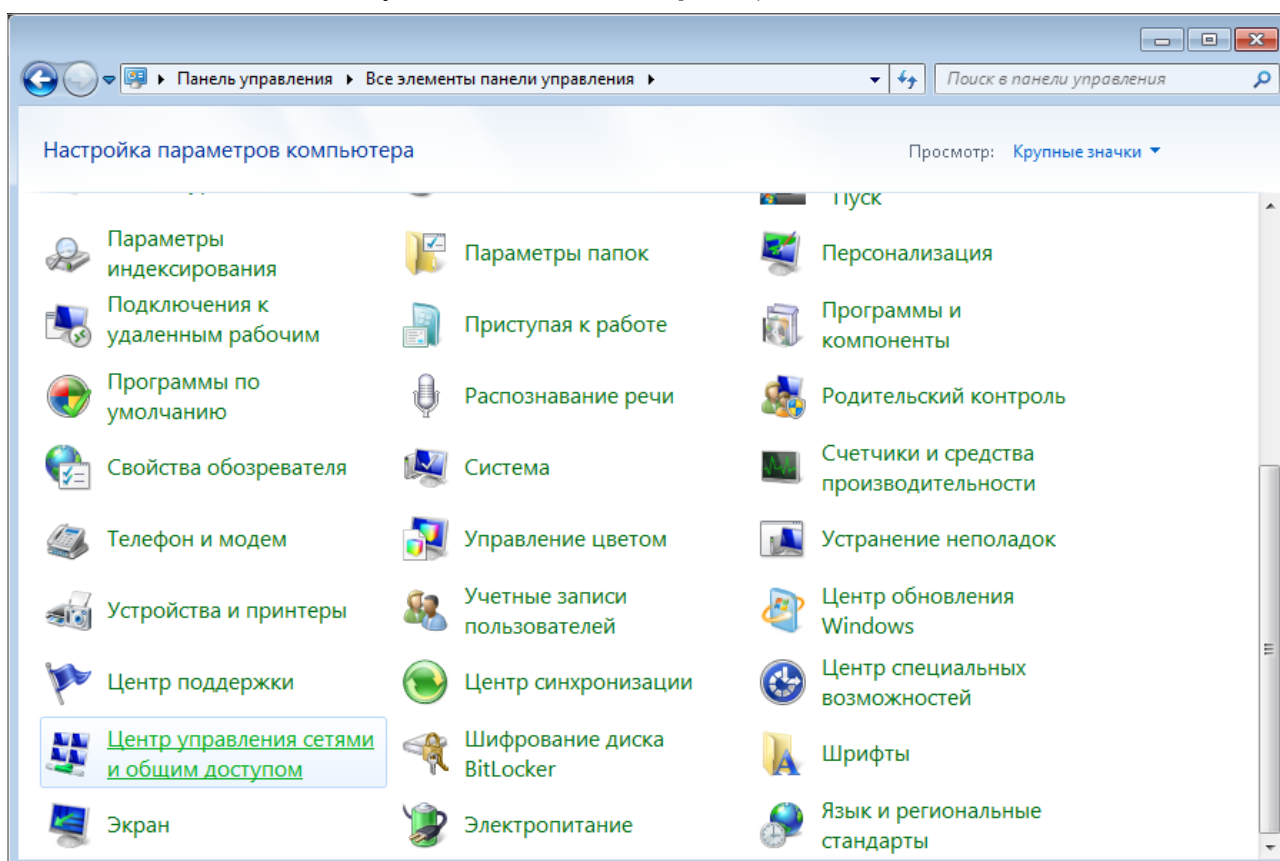 Панель управления ▸ Все элементы панели управления ▸
Поиск в панели управления
Настройка параметров компьютера
Просмотр: Крупные значки
Пуск
Параметры
индексирования
Параметры папок
Персонализация
Подключения к
удаленным рабочим
Приступая к работе
Программы и
компоненты
Программы по
умолчанию
Распознавание речи
Родительский контроль
Свойства обозревателя
Система
Счетчики и средства
производительности
Телефон и модем
Управление цветом
Устранение неполадок
Устройства и принтеры
Учетные записи
пользователей
Центр обновления
Windows
Центр поддержки
Центр синхронизации
Центр специальных
возможностей
Центр управления сетями
и общим доступом
Шифрование диска
BitLocker
Шрифты
Экран
Электропитание
Язык и региональные
стандарты